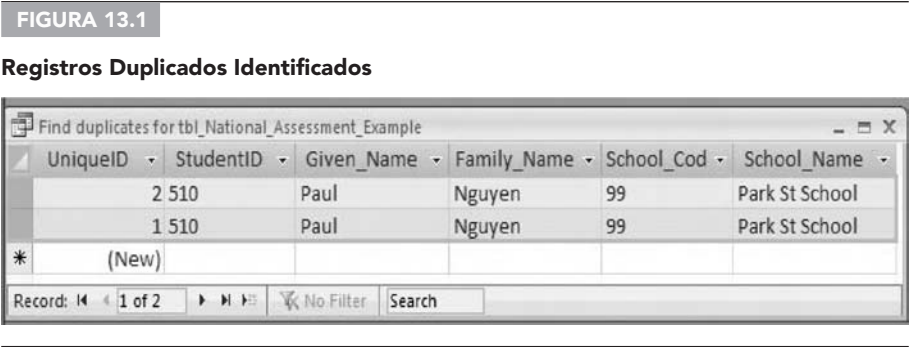 FIGURA 13.1
Registros Duplicados Identificados
Find duplicates for tbl_National_Assessment_Example
UniqueID StudentID Given_Name Family_Name School_Cod School_Name
2 510 Paul Nguyen 99 Park St School
1 510 Paul Nguyen 99 Park St School
* (New)
Record: 1 of 2 No Filter Search